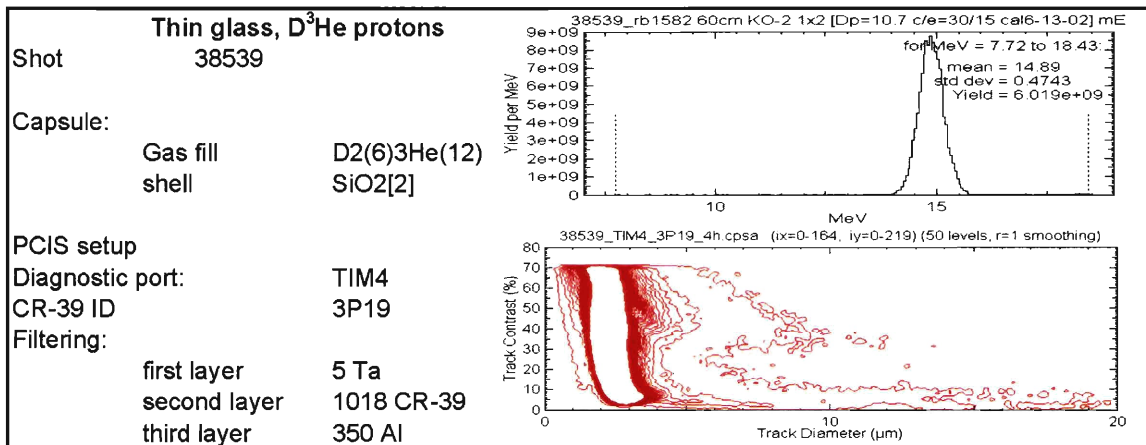 Thin glass, D³He protons
Shot 38539
Capsule:
Gas fill D2(6)3He(12)
shell SiO2[2]
PCIS setup
Diagnostic port: TIM4
CR-39 ID 3P19
Filtering:
first layer 5 Ta
second layer 1018 CR-39
third layer 350 Al
38539_rb1582 60cm KO-2 1x2 [Dp=10.7 c/e=30/15 cal6-13-02] mE
for MeV = 7.72 to 18.43:
mean = 14.89
std dev = 0.4743
Yield = 6.019e+09
Yield per MeV
9e+09
8e+09
7e+09
6e+09
5e+09
4e+09
3e+09
2e+09
1e+09
0
10 15
MeV
38539_TIM4_3P19_4h.cpsa (ix=0-164, iy=0-219) (50 levels, r=1 smoothing)
Track Contrast (%)
80
70
60
50
40
30
20
10
0
0 10 20
Track Diameter (µm)